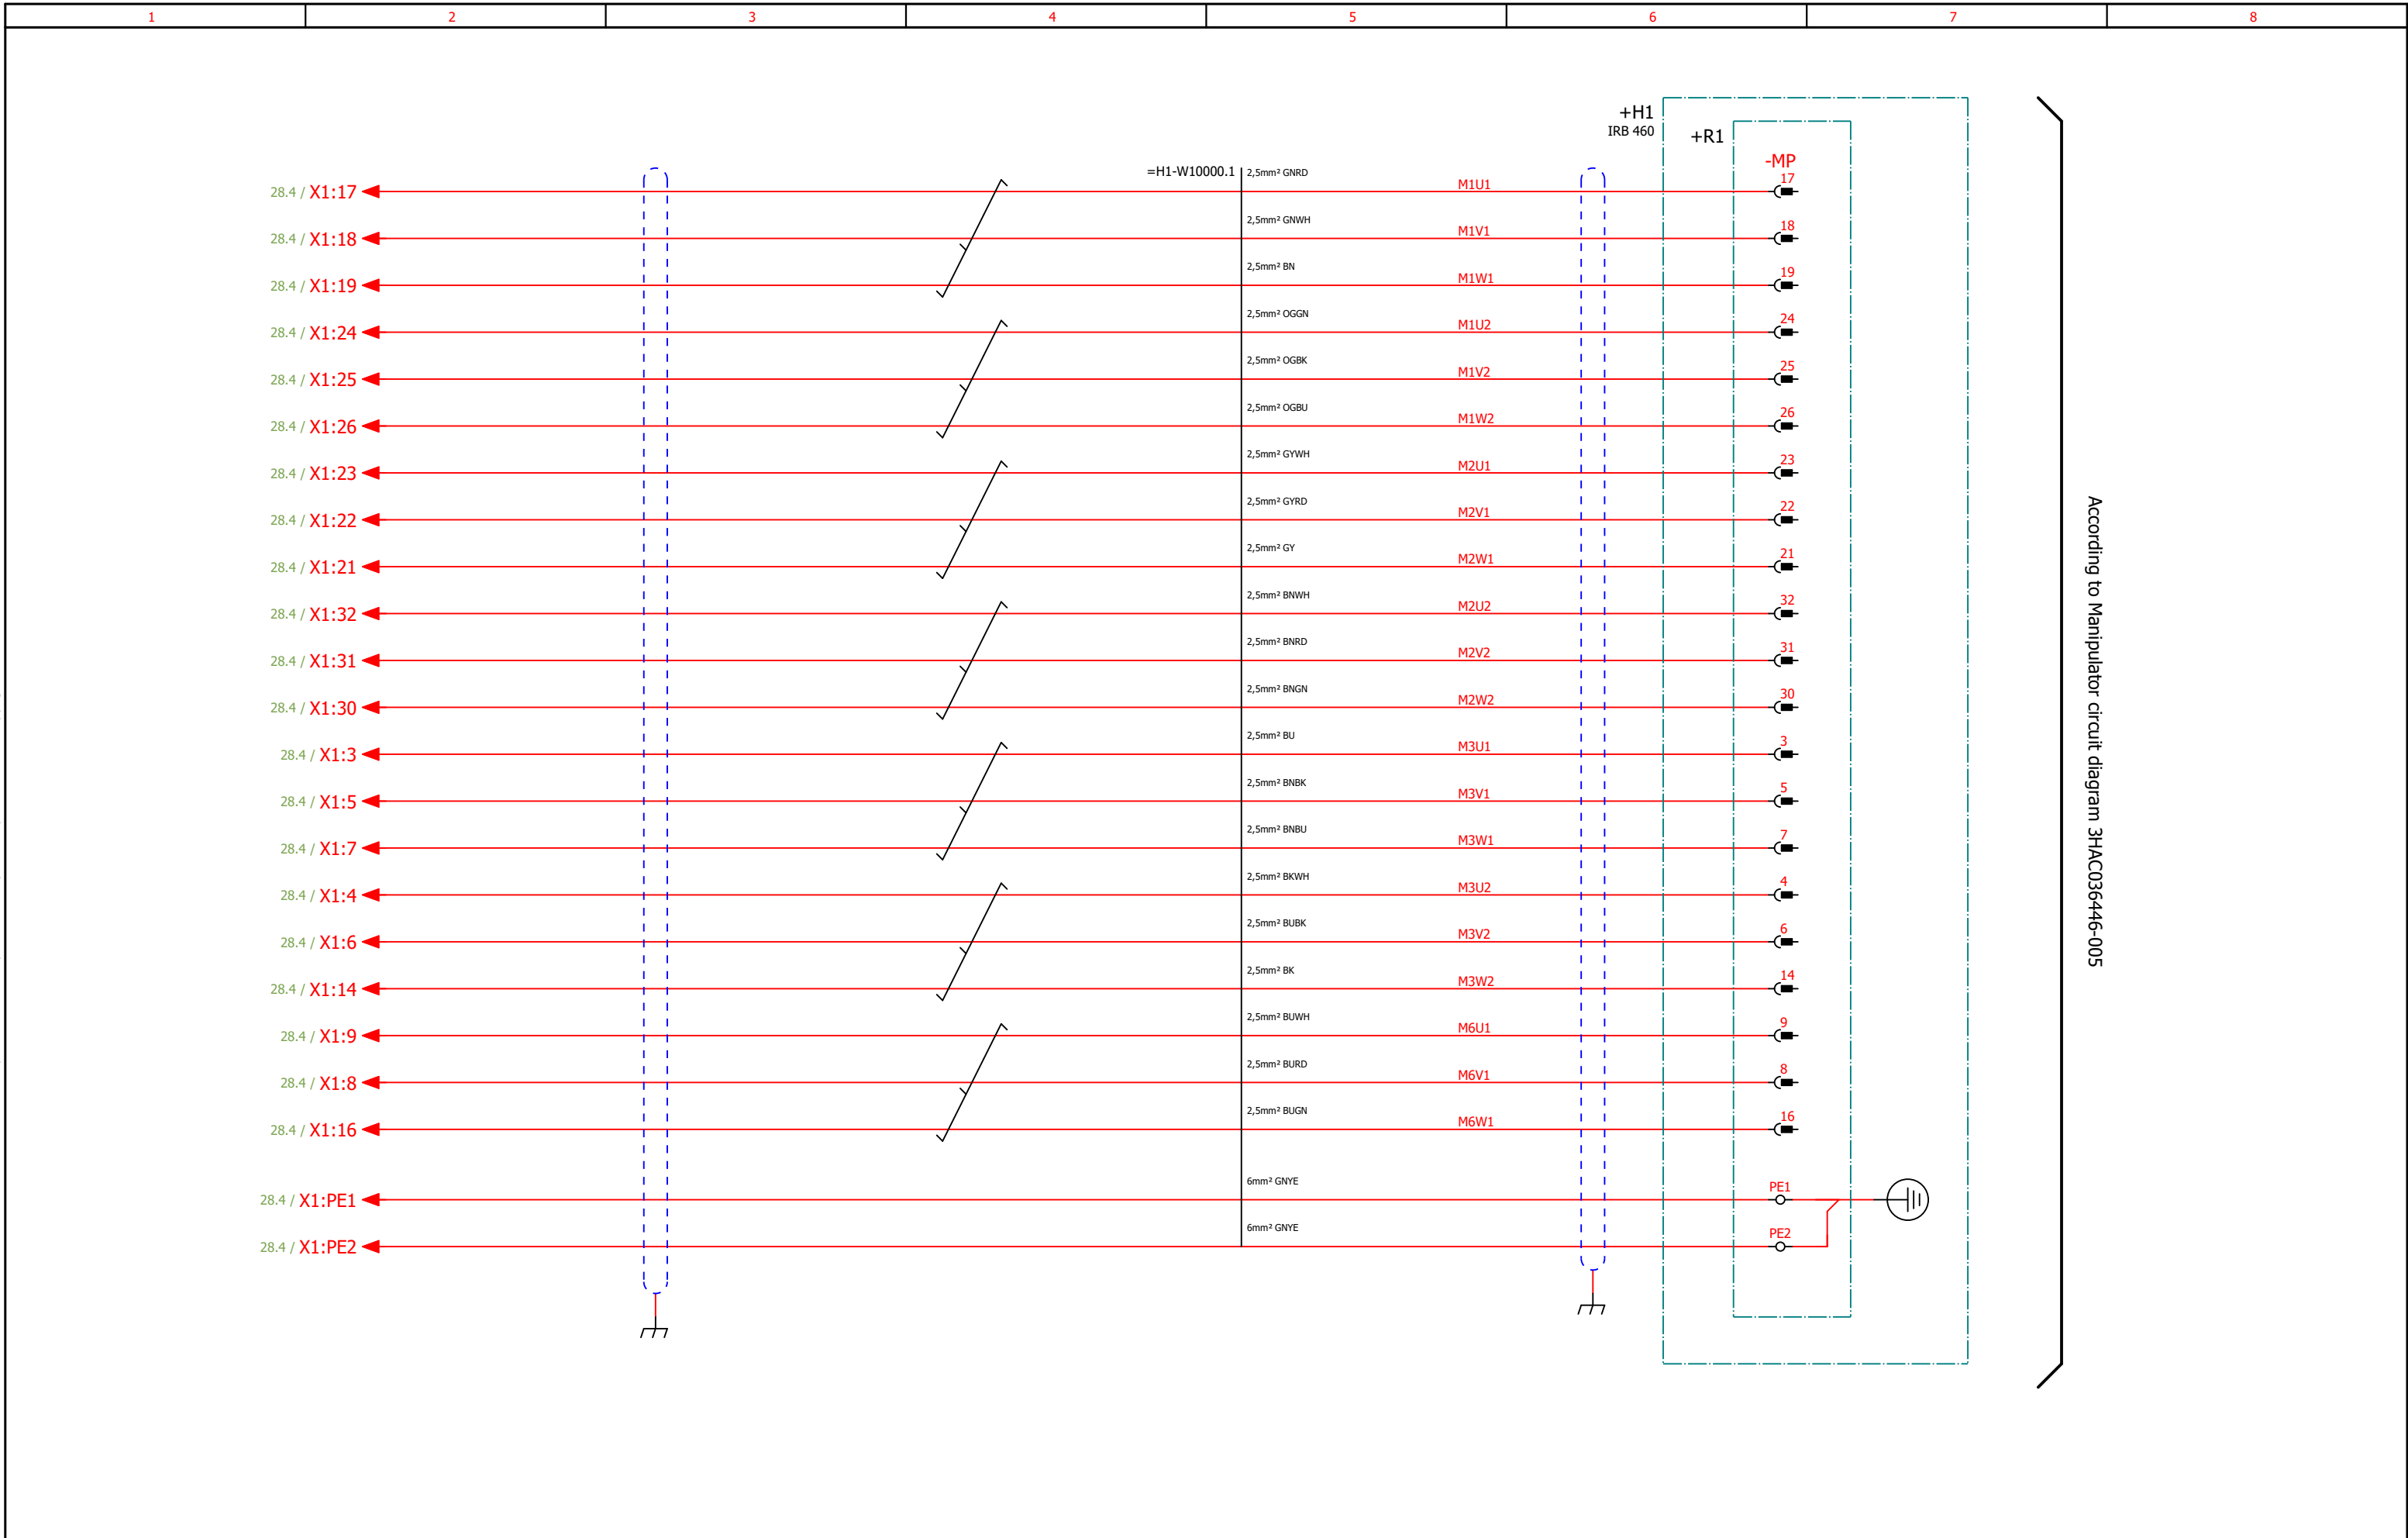 1 2 3 4 5 6 7 8
+H1
IRB 460
+R1
-MP
=H1-W10000.1
28.4 / X1:17 2,5mm² GNRD M1U1 17
28.4 / X1:18 2,5mm² GNWH M1V1 18
28.4 / X1:19 2,5mm² BN M1W1 19
28.4 / X1:24 2,5mm² OGGN M1U2 24
28.4 / X1:25 2,5mm² OGBK M1V2 25
28.4 / X1:26 2,5mm² OGBU M1W2 26
28.4 / X1:23 2,5mm² GYWH M2U1 23
28.4 / X1:22 2,5mm² GYRD M2V1 22
28.4 / X1:21 2,5mm² GY M2W1 21
28.4 / X1:32 2,5mm² BNWH M2U2 32
28.4 / X1:31 2,5mm² BNRD M2V2 31
28.4 / X1:30 2,5mm² BNGN M2W2 30
28.4 / X1:3 2,5mm² BU M3U1 3
28.4 / X1:5 2,5mm² BNBK M3V1 5
28.4 / X1:7 2,5mm² BNBU M3W1 7
28.4 / X1:4 2,5mm² BKWH M3U2 4
28.4 / X1:6 2,5mm² BUBK M3V2 6
28.4 / X1:14 2,5mm² BK M3W2 14
28.4 / X1:9 2,5mm² BUWH M6U1 9
28.4 / X1:8 2,5mm² BURD M6V1 8
28.4 / X1:16 2,5mm² BUGN M6W1 16
28.4 / X1:PE1 6mm² GNYE PE1
28.4 / X1:PE2 6mm² GNYE PE2
According to Manipulator circuit diagram 3HAC036446-005